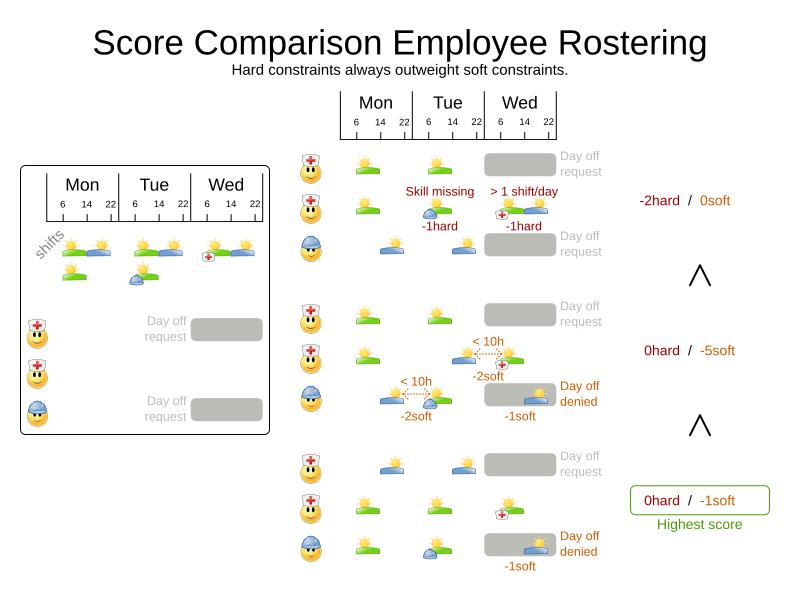 Score Comparison Employee Rostering
Hard constraints always outweight soft constraints.
Mon Tue Wed
6 14 22 6 14 22 6 14 22
shifts
Day off
request
Day off
request
Mon Tue Wed
6 14 22 6 14 22 6 14 22
Day off
request
Skill missing > 1 shift/day
-1hard -1hard
Day off
request
-2hard / 0soft
Day off
request
< 10h
-2soft
< 10h
-2soft
Day off
denied
-1soft
0hard / -5soft
Day off
request
Day off
denied
-1soft
0hard / -1soft
Highest score